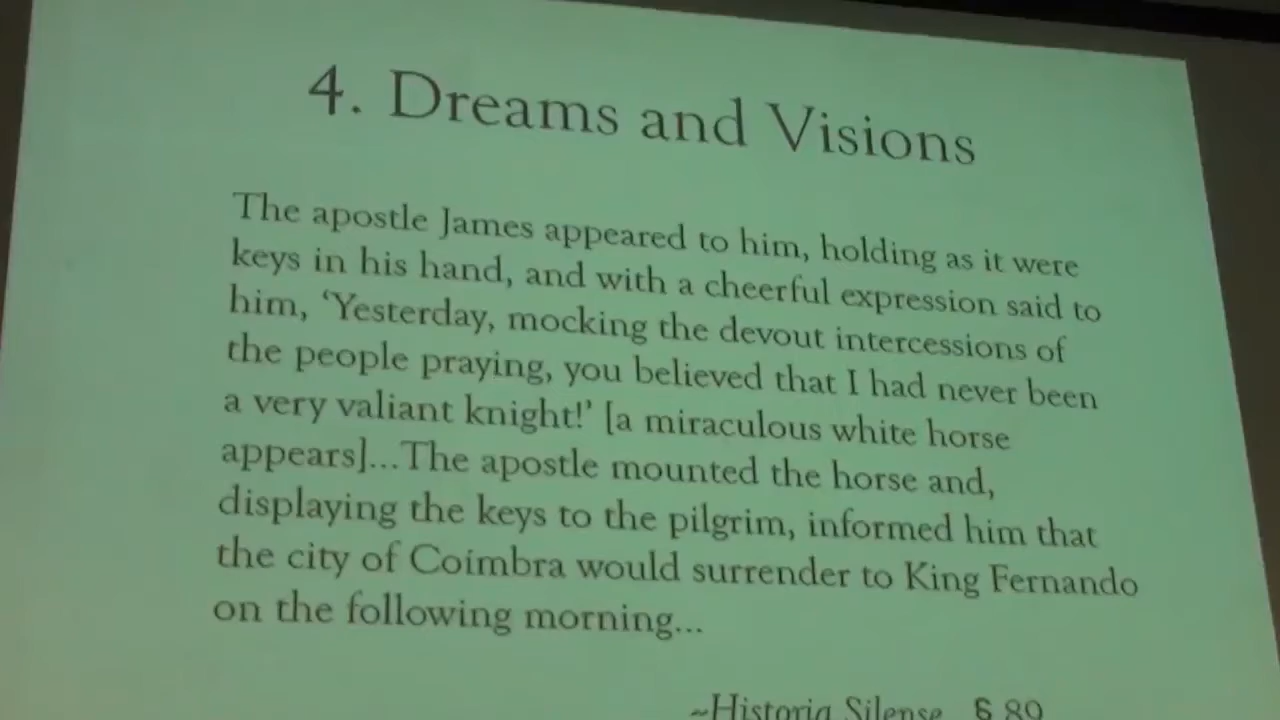 4. Dreams and Visions
The apostle James appeared to him, holding as it were
keys in his hand, and with a cheerful expression said to
him, ‘Yesterday, mocking the devout intercessions of
the people praying, you believed that I had never been
a very valiant knight!’ [a miraculous white horse
appears]...The apostle mounted the horse and,
displaying the keys to the pilgrim, informed him that
the city of Coimbra would surrender to King Fernando
on the following morning...
~Historia Silense § 89